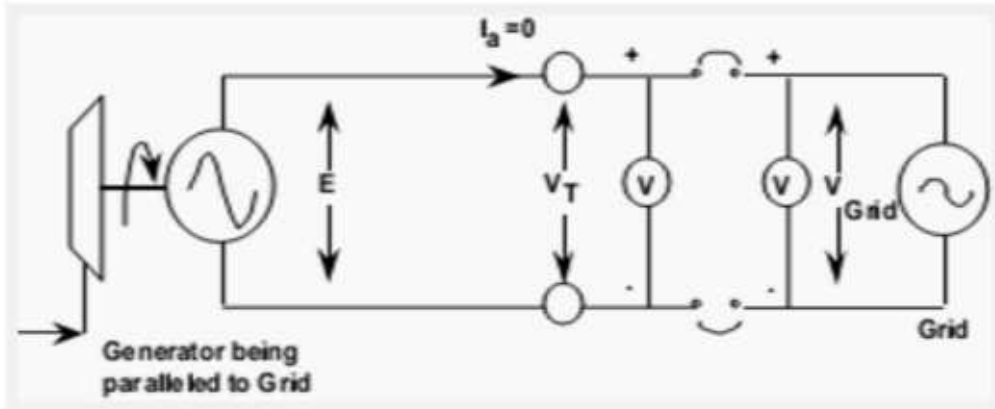 Ia=0
+
+
E
VT
V
V
V
Grid
-
-
Generator being
paralleled to Grid
Grid